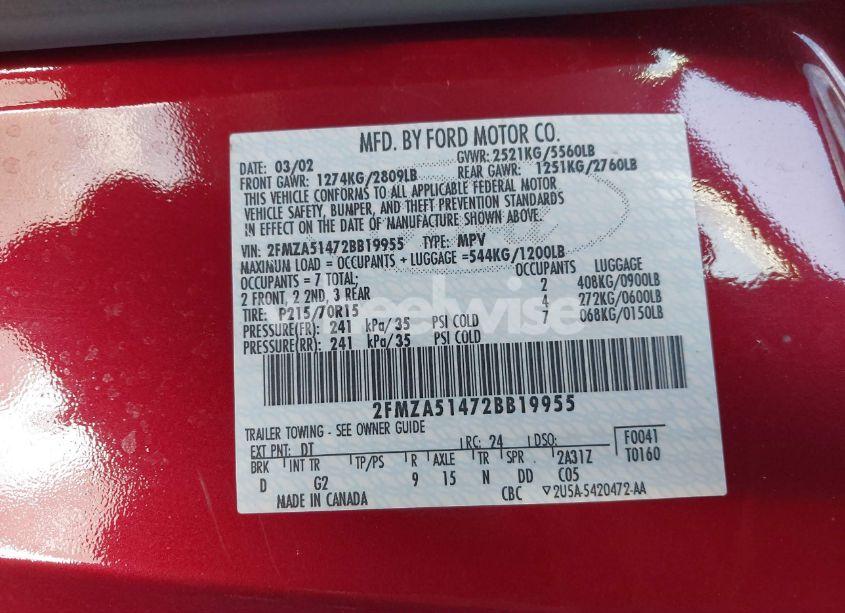 MFD. BY FORD MOTOR CO.
DATE: 03/02 GVWR: 2521KG/5560LB
FRONT GAWR: 1274KG/2809LB REAR GAWR: 1251KG/2760LB
THIS VEHICLE CONFORMS TO ALL APPLICABLE FEDERAL MOTOR
VEHICLE SAFETY, BUMPER, AND THEFT PREVENTION STANDARDS
IN EFFECT ON THE DATE OF MANUFACTURE SHOWN ABOVE.
VIN: 2FMZA51472BB19955 TYPE: MPV
MAXIMUM LOAD = OCCUPANTS + LUGGAGE =544KG/1200LB
OCCUPANTS = 7 TOTAL; OCCUPANTS LUGGAGE
2 FRONT, 2 2ND, 3 REAR 2 408KG/0900LB
TIRE: P215/70R15 4 272KG/0600LB
PRESSURE(FR): 241 kPa/35 PSI COLD 7 068KG/0150LB
PRESSURE(RR): 241 kPa/35 PSI COLD
2FMZA51472BB19955
TRAILER TOWING - SEE OWNER GUIDE
EXT PNT: DT RC: 24 DSO: F0041
BRK INT TR TP/PS R AXLE TR SPR 2A31Z T0160
D G2 9 15 N DD C05
MADE IN CANADA CBC ▽2U5A-5420472-AA